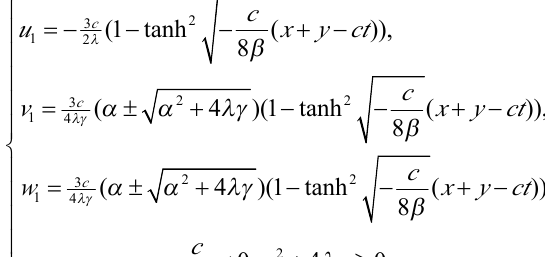 u₁ = −3c/2λ (1 − tanh² √(−c/8β) (x + y − ct)),
v₁ = 3c/4λγ (α ± √(α² + 4λγ))(1 − tanh² √(−c/8β) (x + y − ct)),
w₁ = 3c/4λγ (α ± √(α² + 4λγ))(1 − tanh² √(−c/8β) (x + y − ct))
c